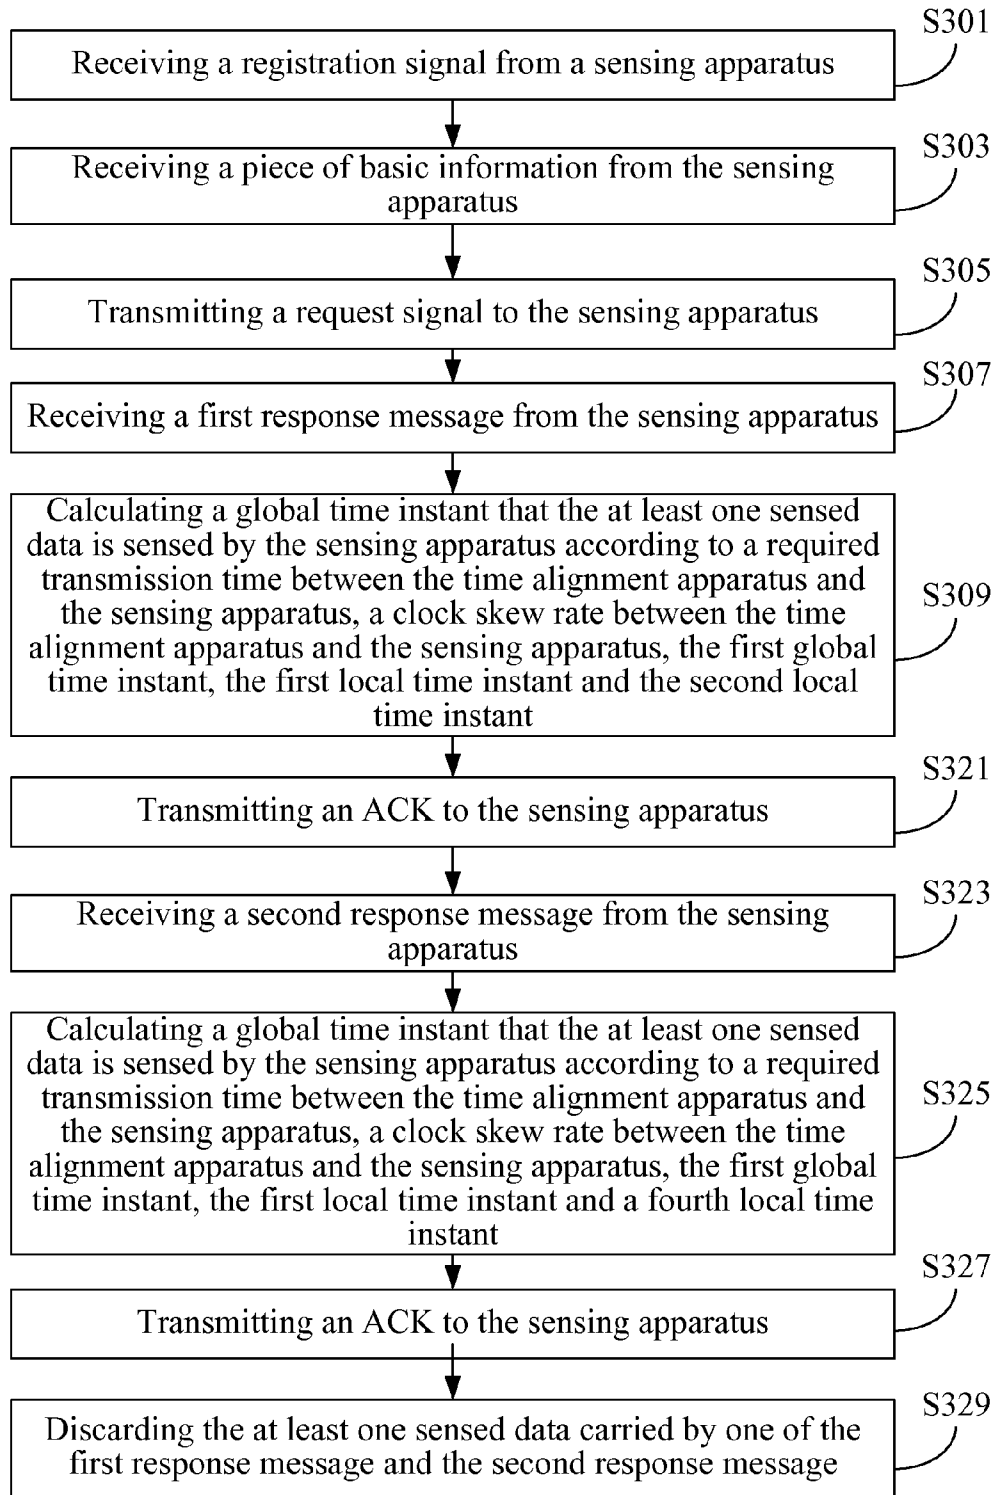 S301
Receiving a registration signal from a sensing apparatus
S303
Receiving a piece of basic information from the sensing
apparatus
S305
Transmitting a request signal to the sensing apparatus
S307
Receiving a first response message from the sensing apparatus
Calculating a global time instant that the at least one sensed
data is sensed by the sensing apparatus according to a required
transmission time between the time alignment apparatus and
the sensing apparatus, a clock skew rate between the time
alignment apparatus and the sensing apparatus, the first global
time instant, the first local time instant and the second local
time instant
S309
S321
Transmitting an ACK to the sensing apparatus
S323
Receiving a second response message from the sensing
apparatus
Calculating a global time instant that the at least one sensed
data is sensed by the sensing apparatus according to a required
transmission time between the time alignment apparatus and
the sensing apparatus, a clock skew rate between the time
alignment apparatus and the sensing apparatus, the first global
time instant, the first local time instant and a fourth local time
instant
S325
S327
Transmitting an ACK to the sensing apparatus
S329
Discarding the at least one sensed data carried by one of the
first response message and the second response message